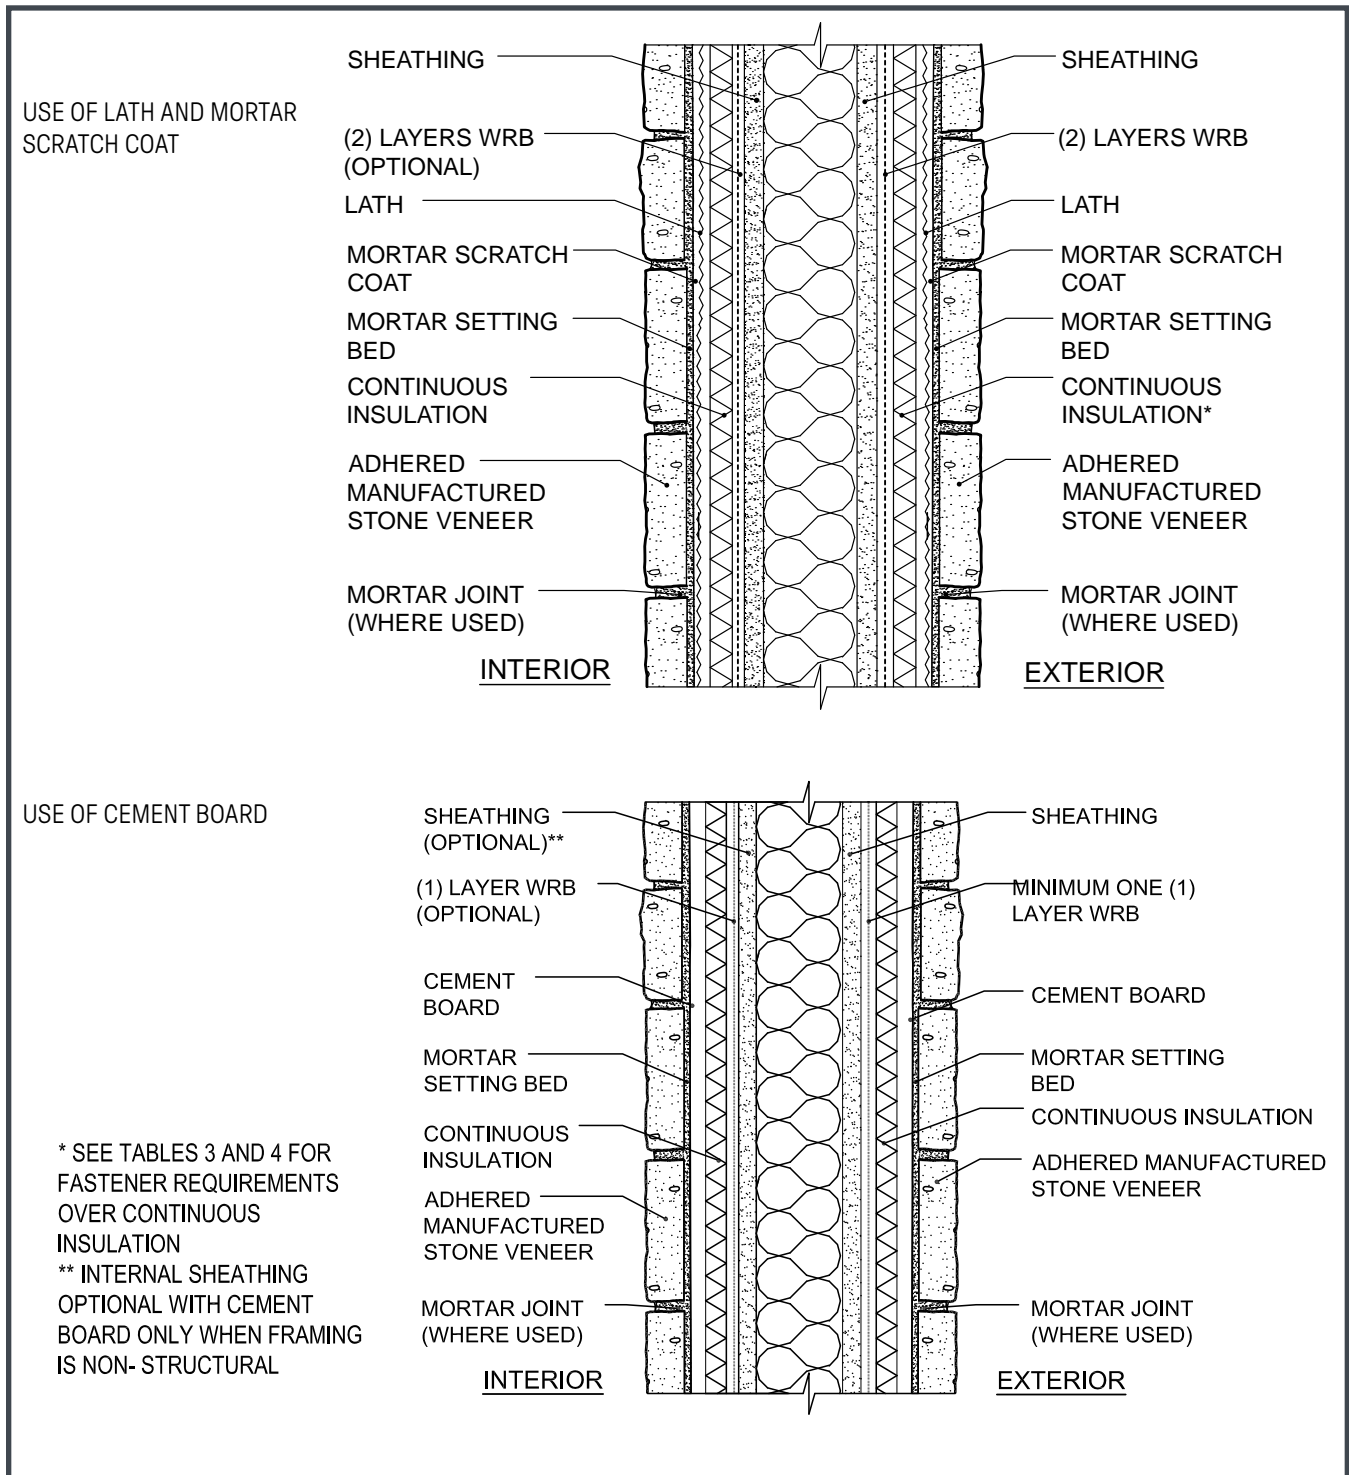 USE OF LATH AND MORTAR
SCRATCH COAT
SHEATHING
(2) LAYERS WRB
(OPTIONAL)
LATH
MORTAR SCRATCH
COAT
MORTAR SETTING
BED
CONTINUOUS
INSULATION
ADHERED
MANUFACTURED
STONE VENEER
MORTAR JOINT
(WHERE USED)
INTERIOR
SHEATHING
(2) LAYERS WRB
LATH
MORTAR SCRATCH
COAT
MORTAR SETTING
BED
CONTINUOUS
INSULATION*
ADHERED
MANUFACTURED
STONE VENEER
MORTAR JOINT
(WHERE USED)
EXTERIOR
USE OF CEMENT BOARD
SHEATHING
(OPTIONAL)**
(1) LAYER WRB
(OPTIONAL)
CEMENT
BOARD
MORTAR
SETTING BED
CONTINUOUS
INSULATION
ADHERED
MANUFACTURED
STONE VENEER
MORTAR JOINT
(WHERE USED)
INTERIOR
SHEATHING
MINIMUM ONE (1)
LAYER WRB
CEMENT BOARD
MORTAR SETTING
BED
CONTINUOUS INSULATION
ADHERED MANUFACTURED
STONE VENEER
MORTAR JOINT
(WHERE USED)
EXTERIOR
* SEE TABLES 3 AND 4 FOR
FASTENER REQUIREMENTS
OVER CONTINUOUS
INSULATION
** INTERNAL SHEATHING
OPTIONAL WITH CEMENT
BOARD ONLY WHEN FRAMING
IS NON- STRUCTURAL